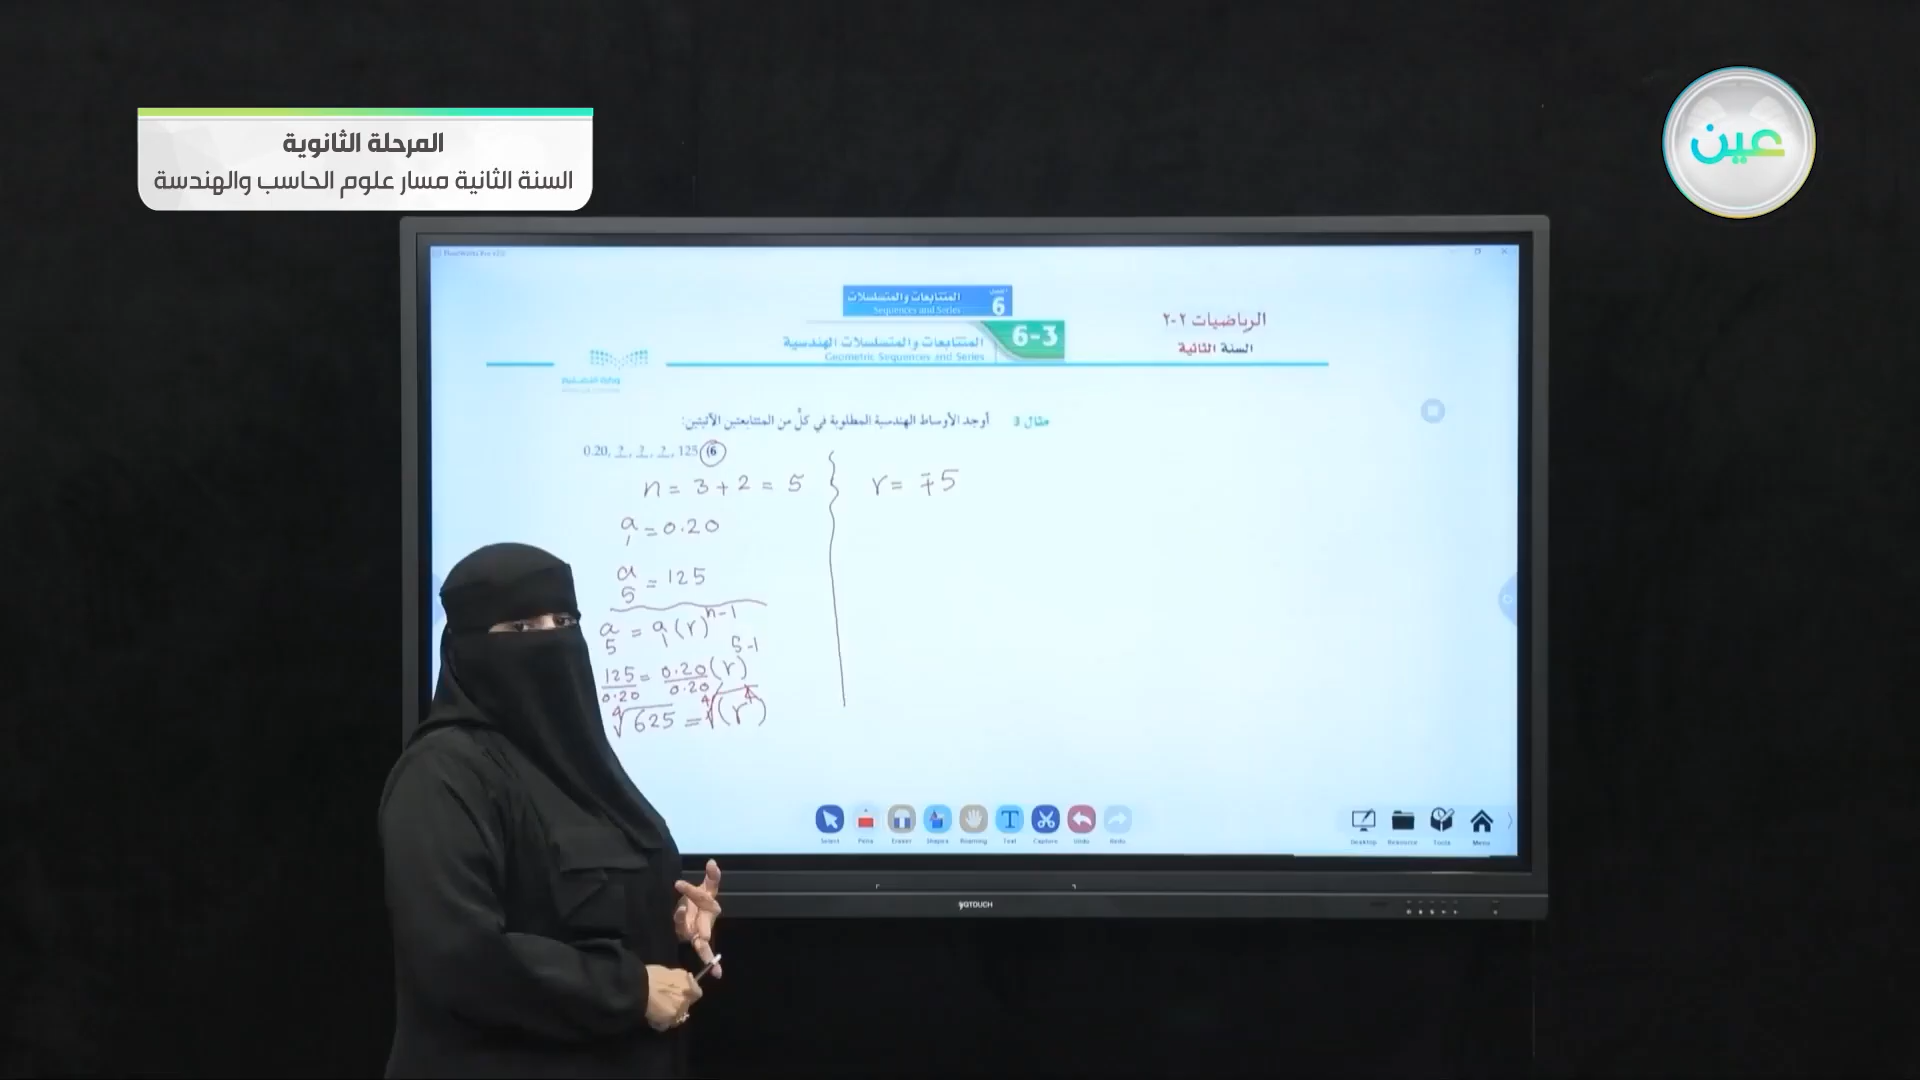 المرحلة الثانوية
السنة الثانية مسار علوم الحاسب والهندسة
عين
الفصل 6
المتتابعات والمتسلسلات
Sequences and Series
6-3
المتتابعات والمتسلسلات الهندسية
Geometric Sequences and Series
الرياضيات ٢-٢
السنة الثانية
مثال 3 أوجد الأوساط الهندسية المطلوبة في كلٍّ من المتتابعتين الآتيتين:
0.20, ?, ?, ?, 125 (6
n = 3 + 2 = 5
a₁ = 0.20
a₅ = 125
a₅ = a₁(r)ⁿ⁻¹
125/0.20 = 0.20/0.20 (r)⁵⁻¹
∜625 = ∜(r⁴)
r = ∓5
Select Pens Eraser Shapes Roaming Text Capture Undo Redo
Desktop Resource Tools Menu
IQTOUCH